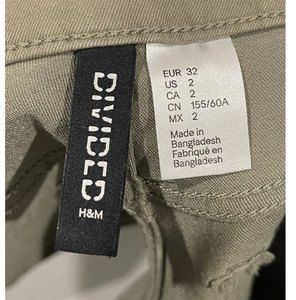 DIVIDED
H&M
EUR 32
US 2
CA 2
CN 155/60A
MX 2
Made in
Bangladesh
Fabriqué en
Bangladesh